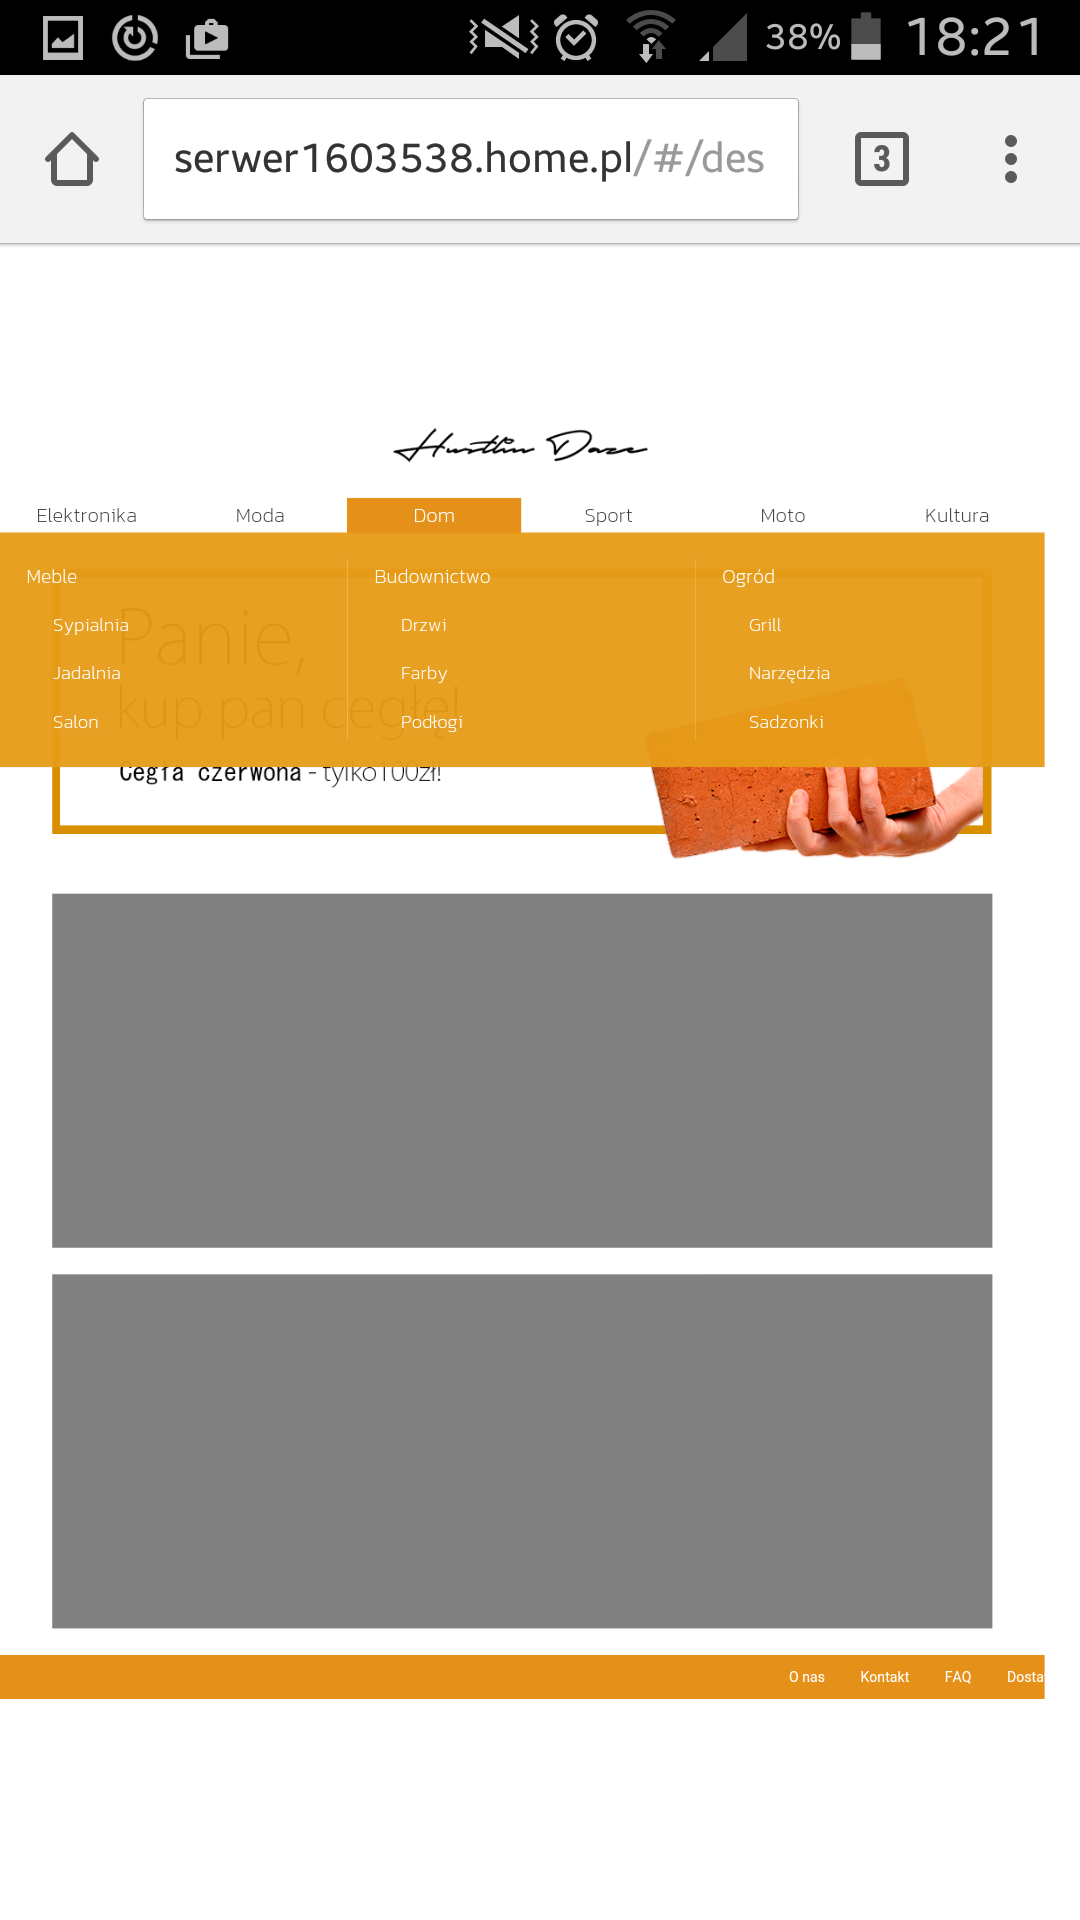 38% 18:21
serwer1603538.home.pl/#/des
3
Hustlin Daze
Elektronika Moda Dom Sport Moto Kultura
Meble Budownictwo Ogród
Sypialnia Drzwi Grill
Panie,
Jadalnia Farby Narzędzia
kup pan cegłę!
Salon Podłogi Sadzonki
Cegła czerwona - tylko100zł!
O nas Kontakt FAQ Dosta